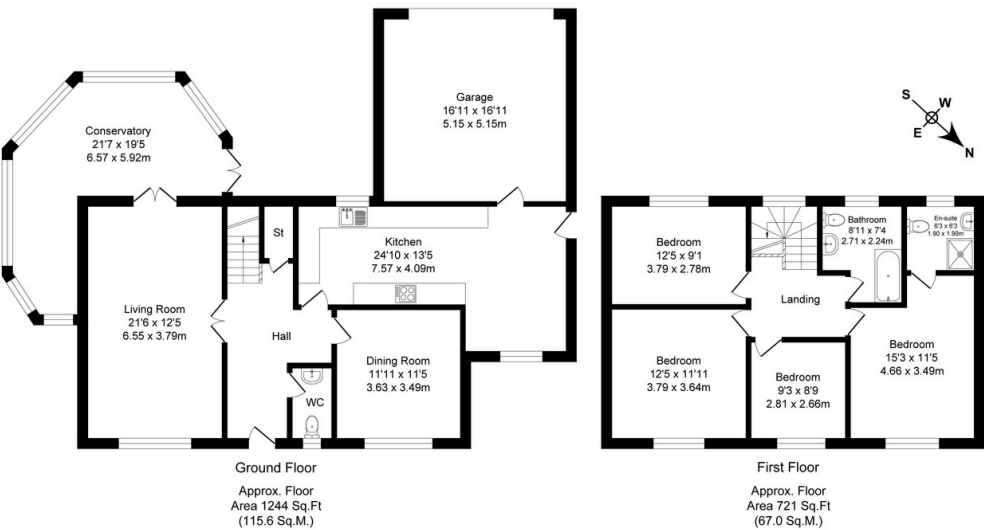 Conservatory
21'7 x 19'5
6.57 x 5.92m
Garage
16'11 x 16'11
5.15 x 5.15m
St
Kitchen
24'10 x 13'5
7.57 x 4.09m
Living Room
21'6 x 12'5
6.55 x 3.79m
Hall
Dining Room
11'11 x 11'5
3.63 x 3.49m
WC
Ground Floor
Approx. Floor
Area 1244 Sq.Ft
(115.6 Sq.M.)
S
W
E
N
Bedroom
12'5 x 9'1
3.79 x 2.78m
Bathroom
8'11 x 7'4
2.71 x 2.24m
En-suite
6'3 x 6'3
1.90 x 1.90m
Landing
Bedroom
12'5 x 11'11
3.79 x 3.64m
Bedroom
9'3 x 8'9
2.81 x 2.66m
Bedroom
15'3 x 11'5
4.66 x 3.49m
First Floor
Approx. Floor
Area 721 Sq.Ft
(67.0 Sq.M.)